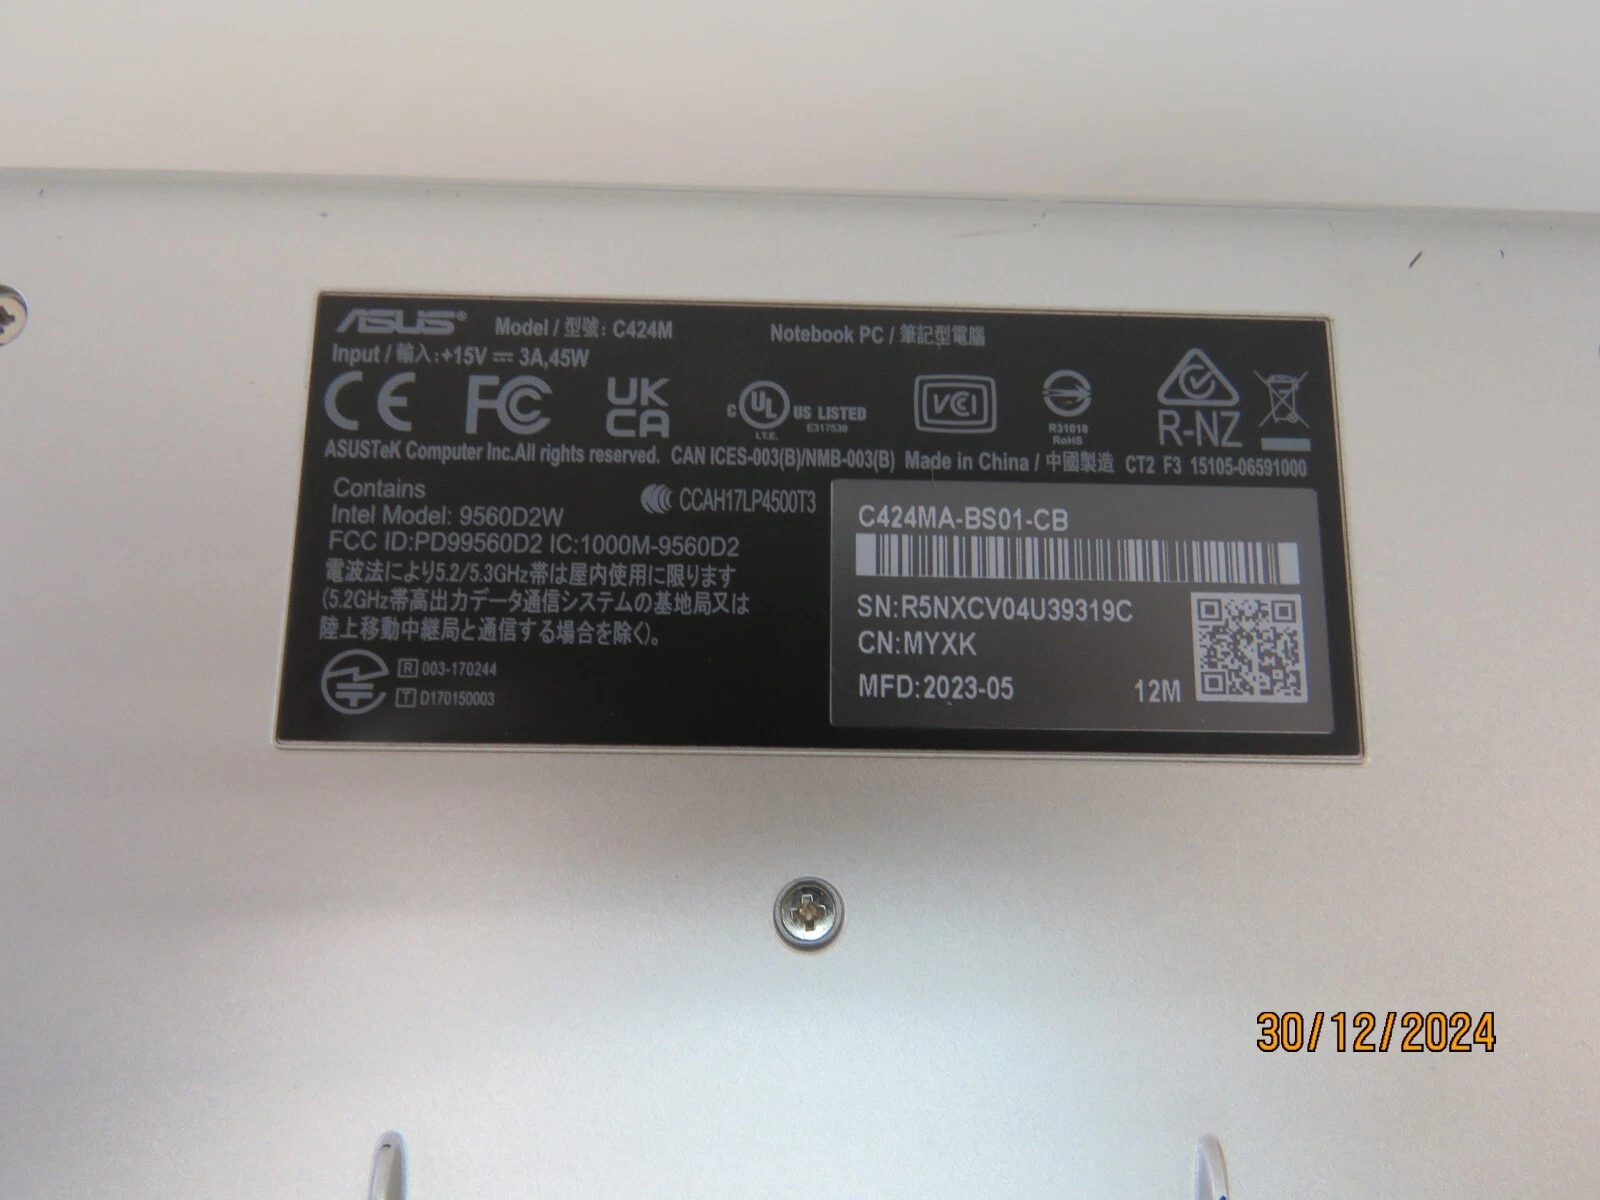 ASUS® Model / 型號: C424M Notebook PC / 筆記型電腦
Input / 輸入:+15V ⎓ 3A,45W
CE FC UK CA c UL US LISTED I.T.E. E317539 VCI R31018 RoHS R-NZ
ASUSTeK Computer Inc.All rights reserved. CAN ICES-003(B)/NMB-003(B) Made in China / 中國製造 CT2 F3 15105-06591000
Contains
Intel Model: 9560D2W CCAH17LP4500T3
FCC ID:PD99560D2 IC:1000M-9560D2
電波法により5.2/5.3GHz帯は屋内使用に限ります
(5.2GHz帯高出力データ通信システムの基地局又は
陸上移動中継局と通信する場合を除く)。
R 003-170244
T D170150003
C424MA-BS01-CB
SN:R5NXCV04U39319C
CN:MYXK
MFD:2023-05 12M
30/12/2024